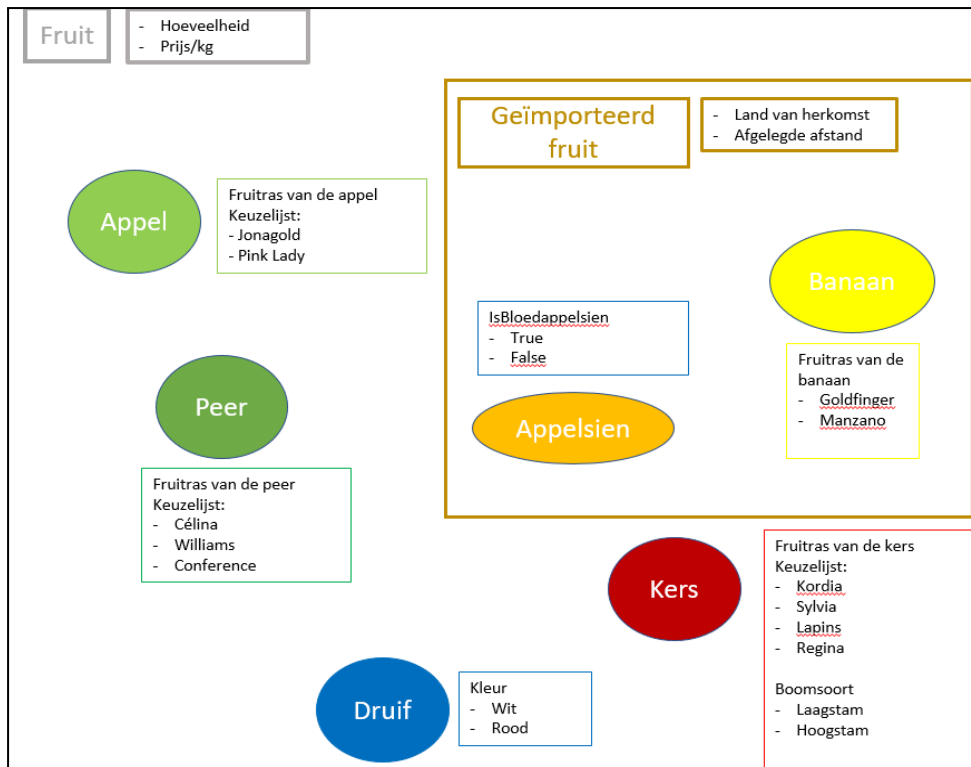 Fruit
- Hoeveelheid
- Prijs/kg
Geïmporteerd
fruit
- Land van herkomst
- Afgelegde afstand
Appel
Fruitras van de appel
Keuzelijst:
- Jonagold
- Pink Lady
Banaan
Fruitras van de
banaan
- Goldfinger
- Manzano
IsBloedappelsien
- True
- False
Appelsien
Peer
Fruitras van de peer
Keuzelijst:
- Célina
- Williams
- Conference
Kers
Fruitras van de kers
Keuzelijst:
- Kordia
- Sylvia
- Lapins
- Regina
Boomsoort
- Laagstam
- Hoogstam
Druif
Kleur
- Wit
- Rood